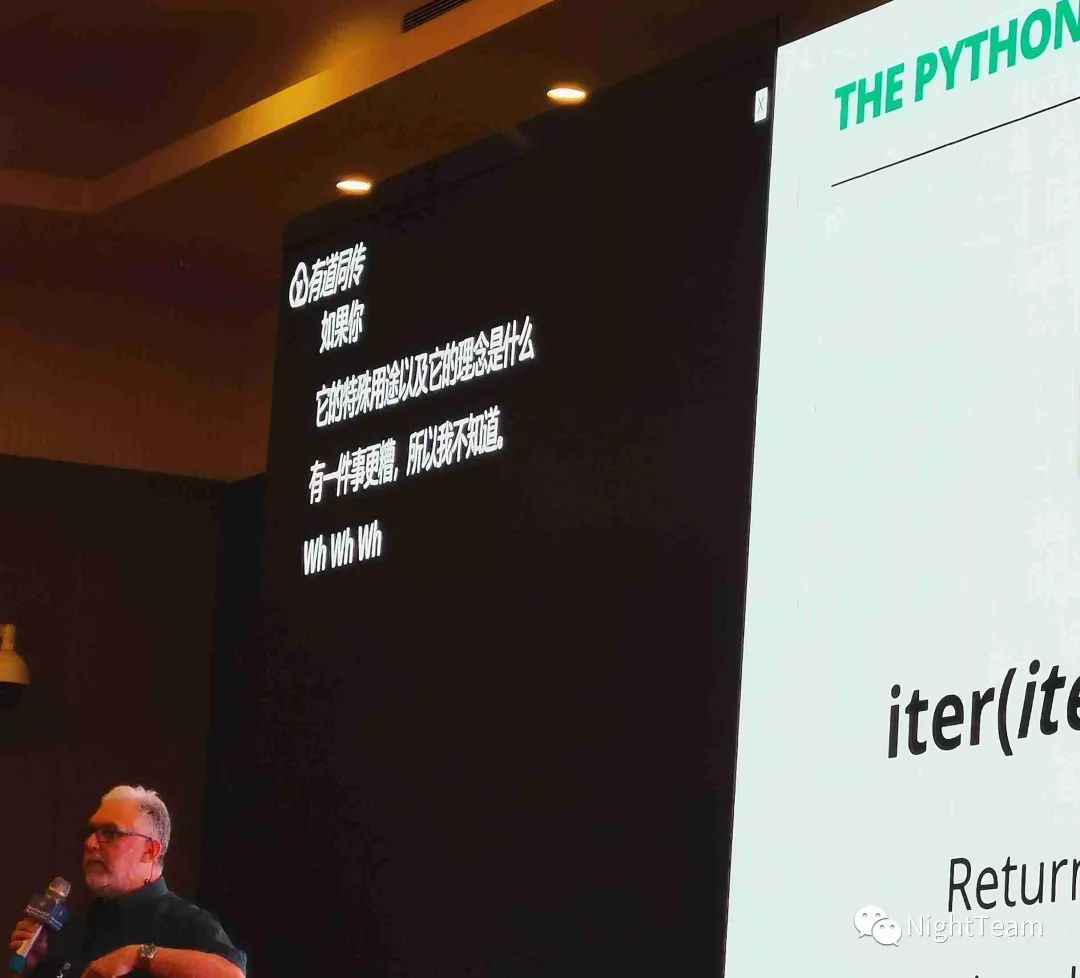 有道同传
如果你
它的特殊用途以及它的理念是什么
有一件事更糟，所以我不知道。
Wh Wh Wh
X
THE PYTHON
iter(ite
Return
NightTeam